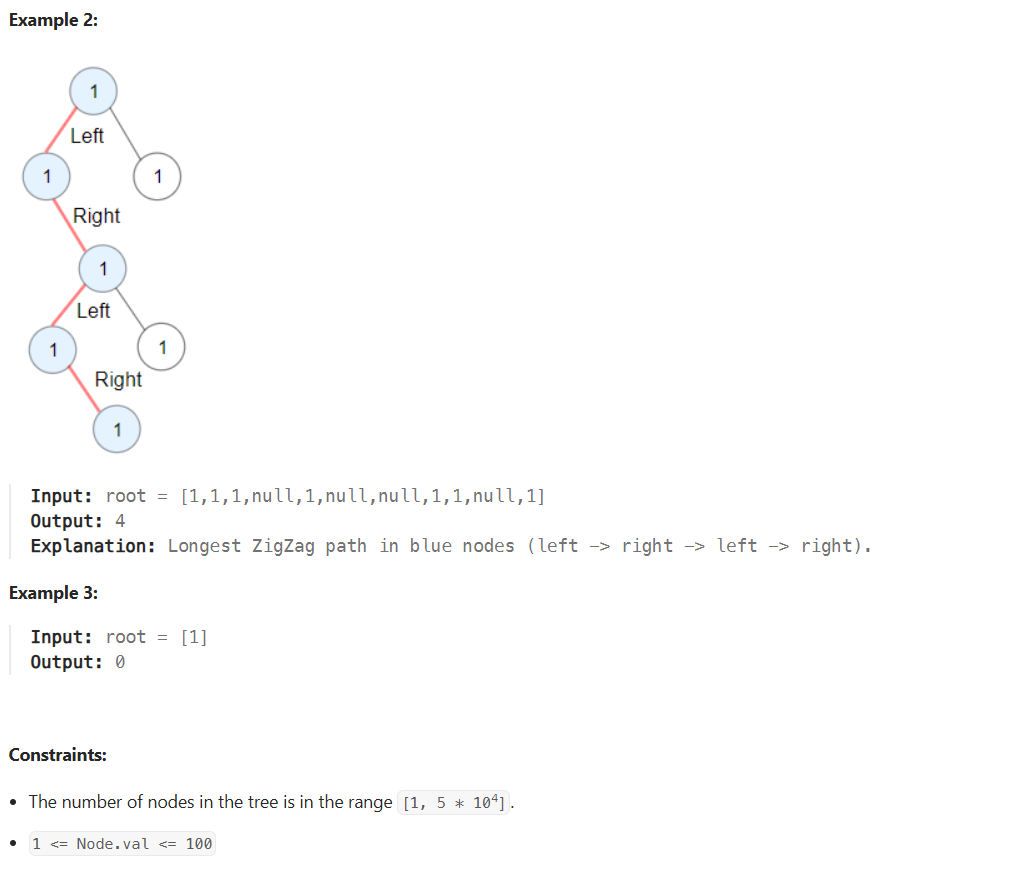 Example 2:
1
Left
1
1
Right
1
Left
1
1
Right
1
Input: root = [1,1,1,null,1,null,null,1,1,null,1]
Output: 4
Explanation: Longest ZigZag path in blue nodes (left -> right -> left -> right).
Example 3:
Input: root = [1]
Output: 0
Constraints:
• The number of nodes in the tree is in the range [1, 5 * 10⁴].
• 1 <= Node.val <= 100